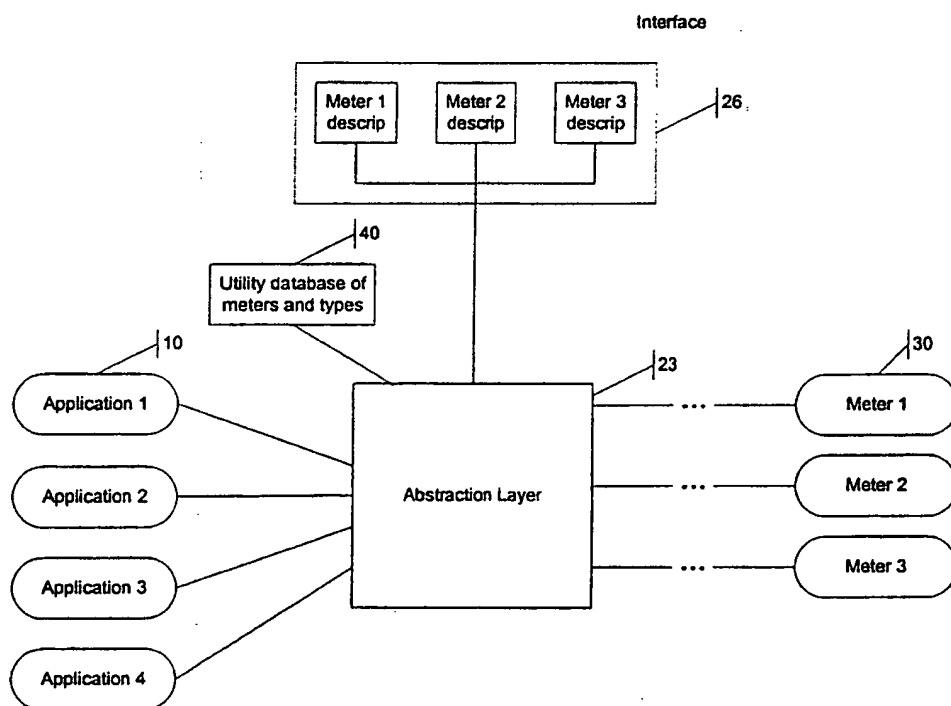 Interface
Meter 1
descrip
Meter 2
descrip
Meter 3
descrip
26
40
Utility database of
meters and types
10
23
30
Application 1
Meter 1
Application 2
Abstraction Layer
Meter 2
Application 3
Meter 3
Application 4
...
...
...